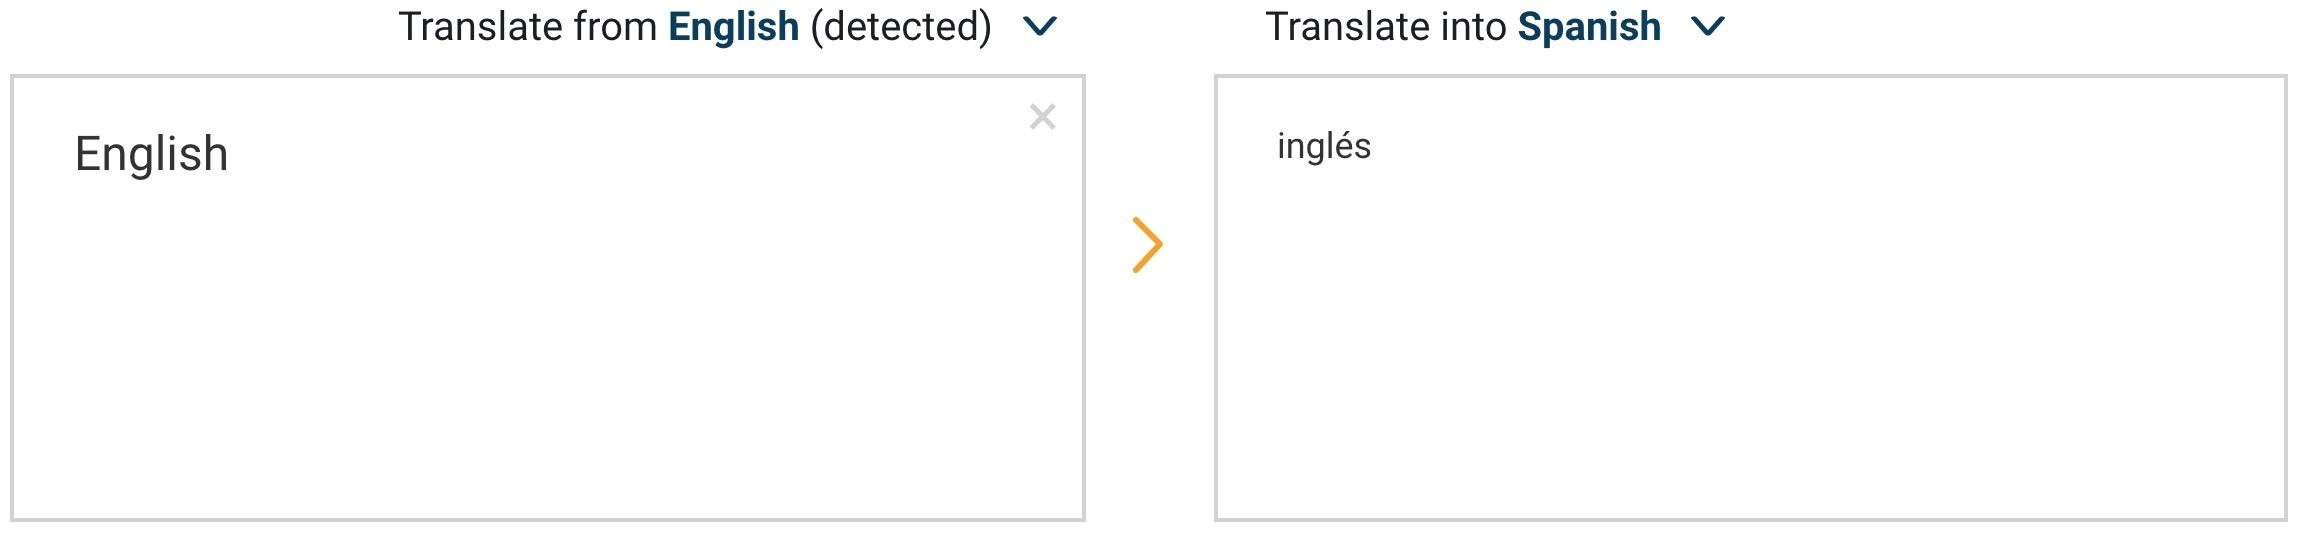 Translate from English (detected)
Translate into Spanish
English
inglés